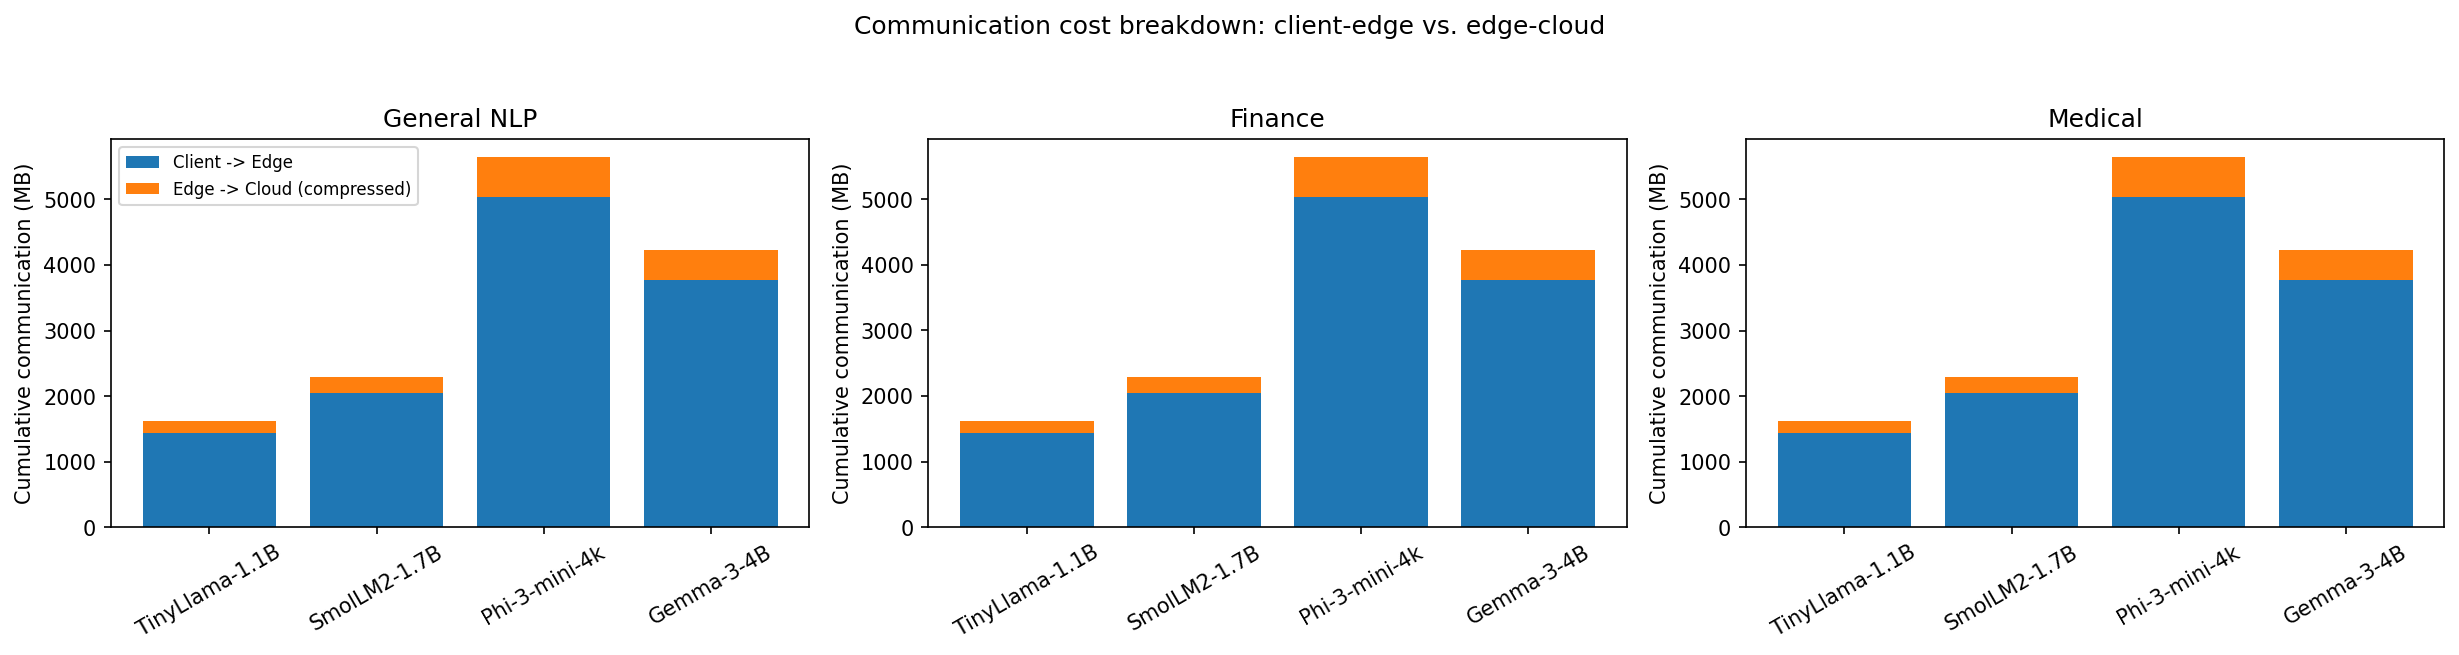 Communication cost breakdown: client-edge vs. edge-cloud
General NLP
Cumulative communication (MB)
5000
4000
3000
2000
1000
0
Client -> Edge
Edge -> Cloud (compressed)
TinyLlama-1.1B
SmolLM2-1.7B
Phi-3-mini-4k
Gemma-3-4B
Finance
Cumulative communication (MB)
5000
4000
3000
2000
1000
0
TinyLlama-1.1B
SmolLM2-1.7B
Phi-3-mini-4k
Gemma-3-4B
Medical
Cumulative communication (MB)
5000
4000
3000
2000
1000
0
TinyLlama-1.1B
SmolLM2-1.7B
Phi-3-mini-4k
Gemma-3-4B